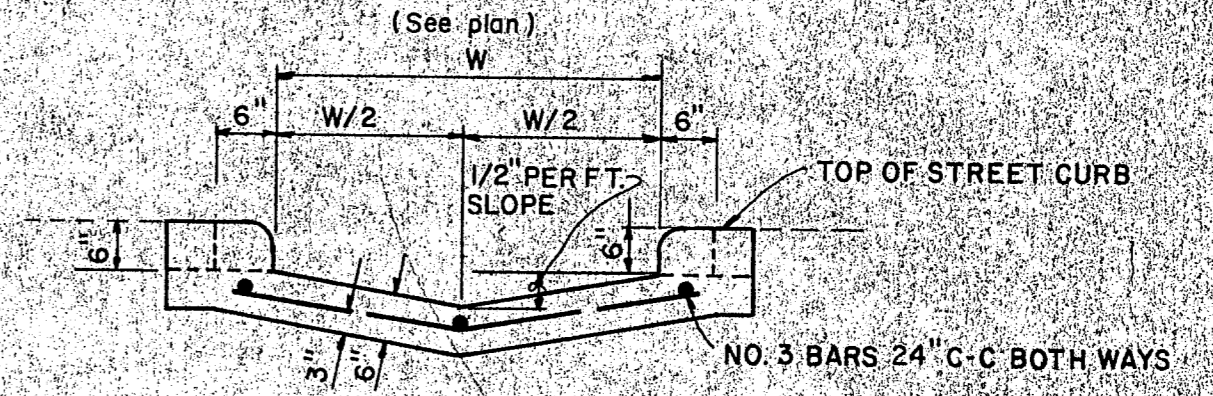 (See plan)
W
6" W/2 W/2 6"
1/2" PER FT.
SLOPE
TOP OF STREET CURB
6"
6"
3"
6"
NO. 3 BARS 24" C-C BOTH WAYS